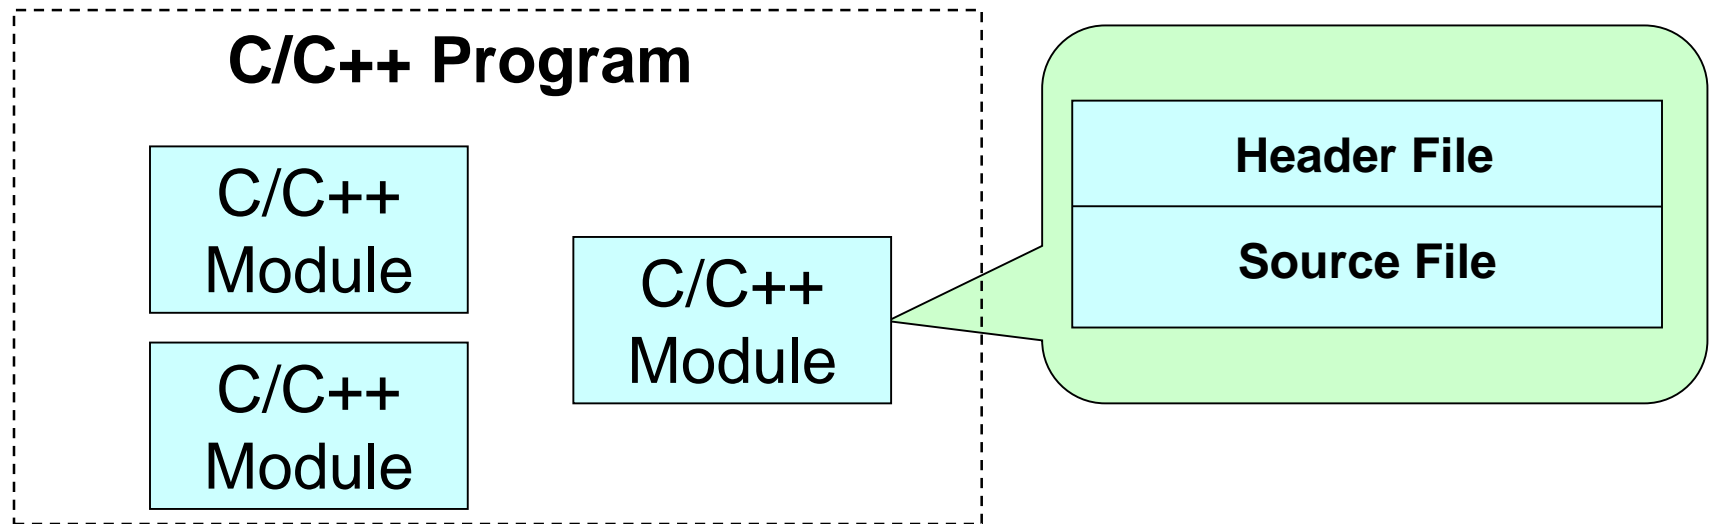 C/C++ Program
C/C++
Module
C/C++
Module
C/C++
Module
Header File
Source File